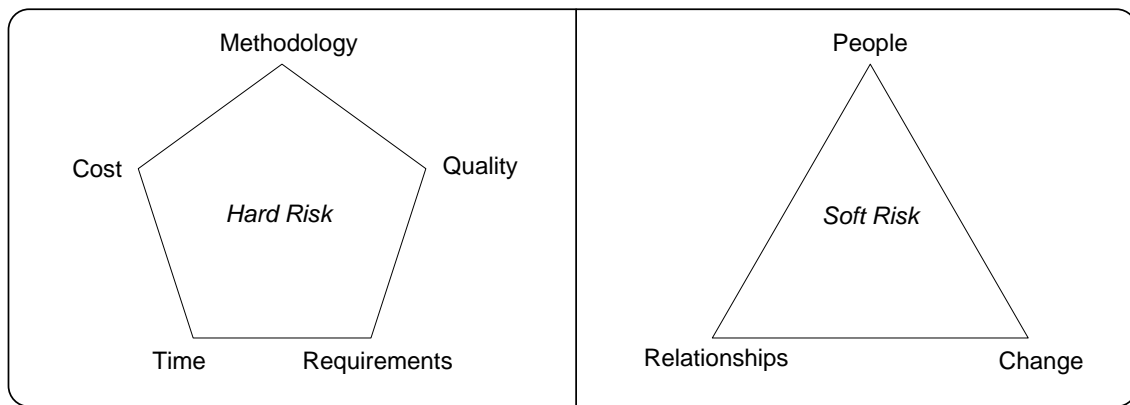 Methodology
Cost
Quality
Hard Risk
Time
Requirements
People
Soft Risk
Relationships
Change